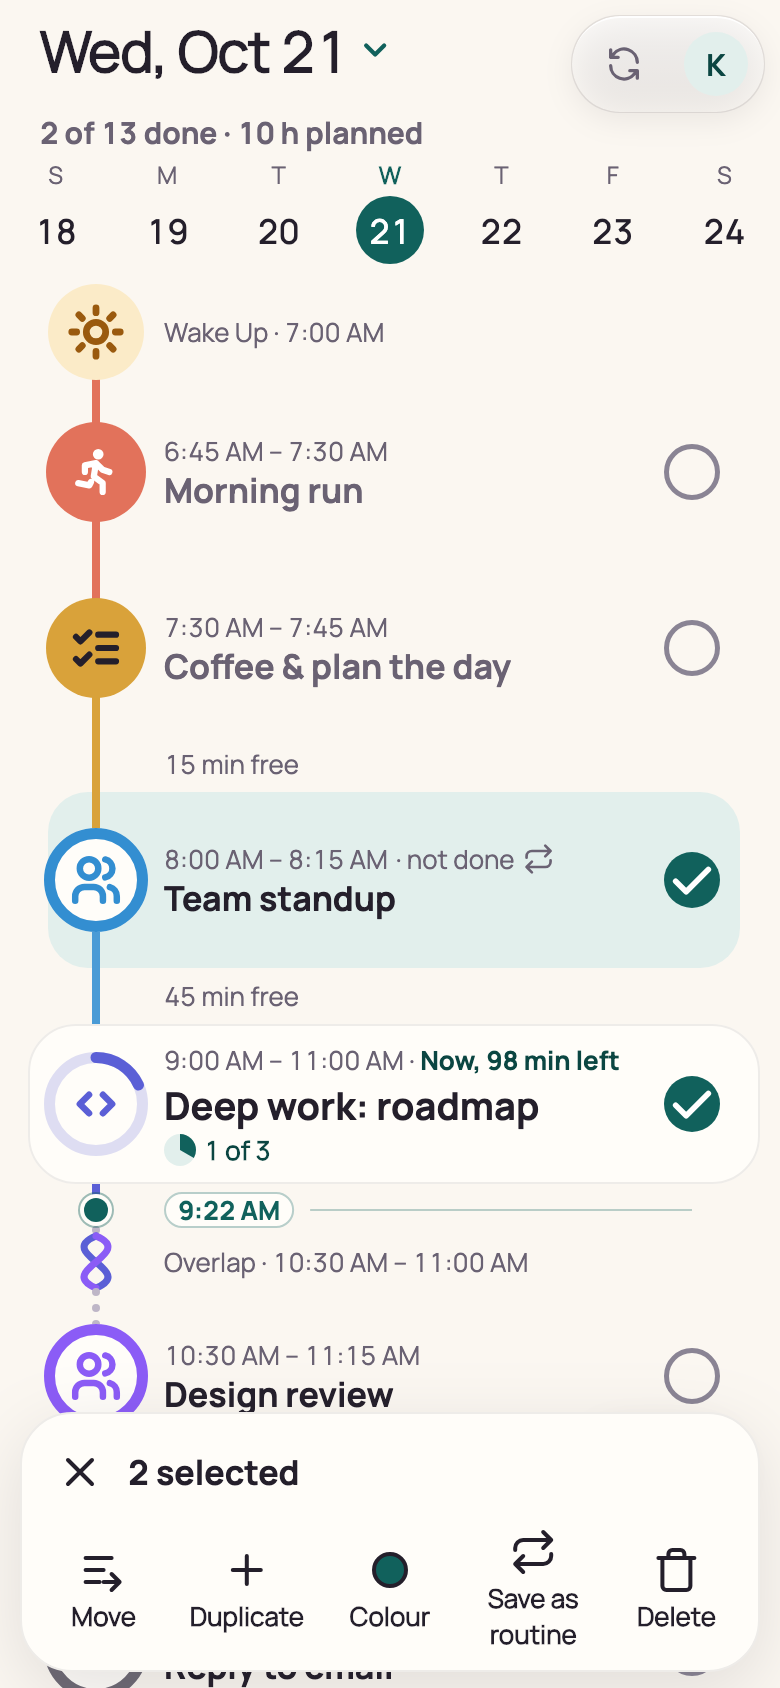 Wed, Oct 21
K
2 of 13 done · 10 h planned
S M T W T F S
18 19 20 21 22 23 24
Wake Up · 7:00 AM
6:45 AM – 7:30 AM
Morning run
7:30 AM – 7:45 AM
Coffee & plan the day
15 min free
8:00 AM – 8:15 AM · not done
Team standup
45 min free
9:00 AM – 11:00 AM · Now, 98 min left
Deep work: roadmap
1 of 3
9:22 AM
Overlap · 10:30 AM – 11:00 AM
10:30 AM – 11:15 AM
Design review
2 selected
Move Duplicate Colour Save as routine Delete
Reply to email